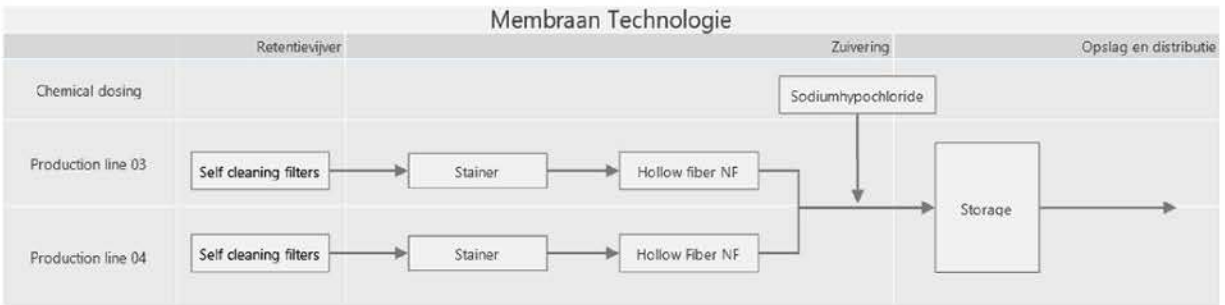 Membraan Technologie
Retentievijver
Zuivering
Opslag en distributie
Chemical dosing
Sodiumhypochloride
Production line 03
Self cleaning filters
Stainer
Hollow fiber NF
Storage
Production line 04
Self cleaning filters
Stainer
Hollow Fiber NF